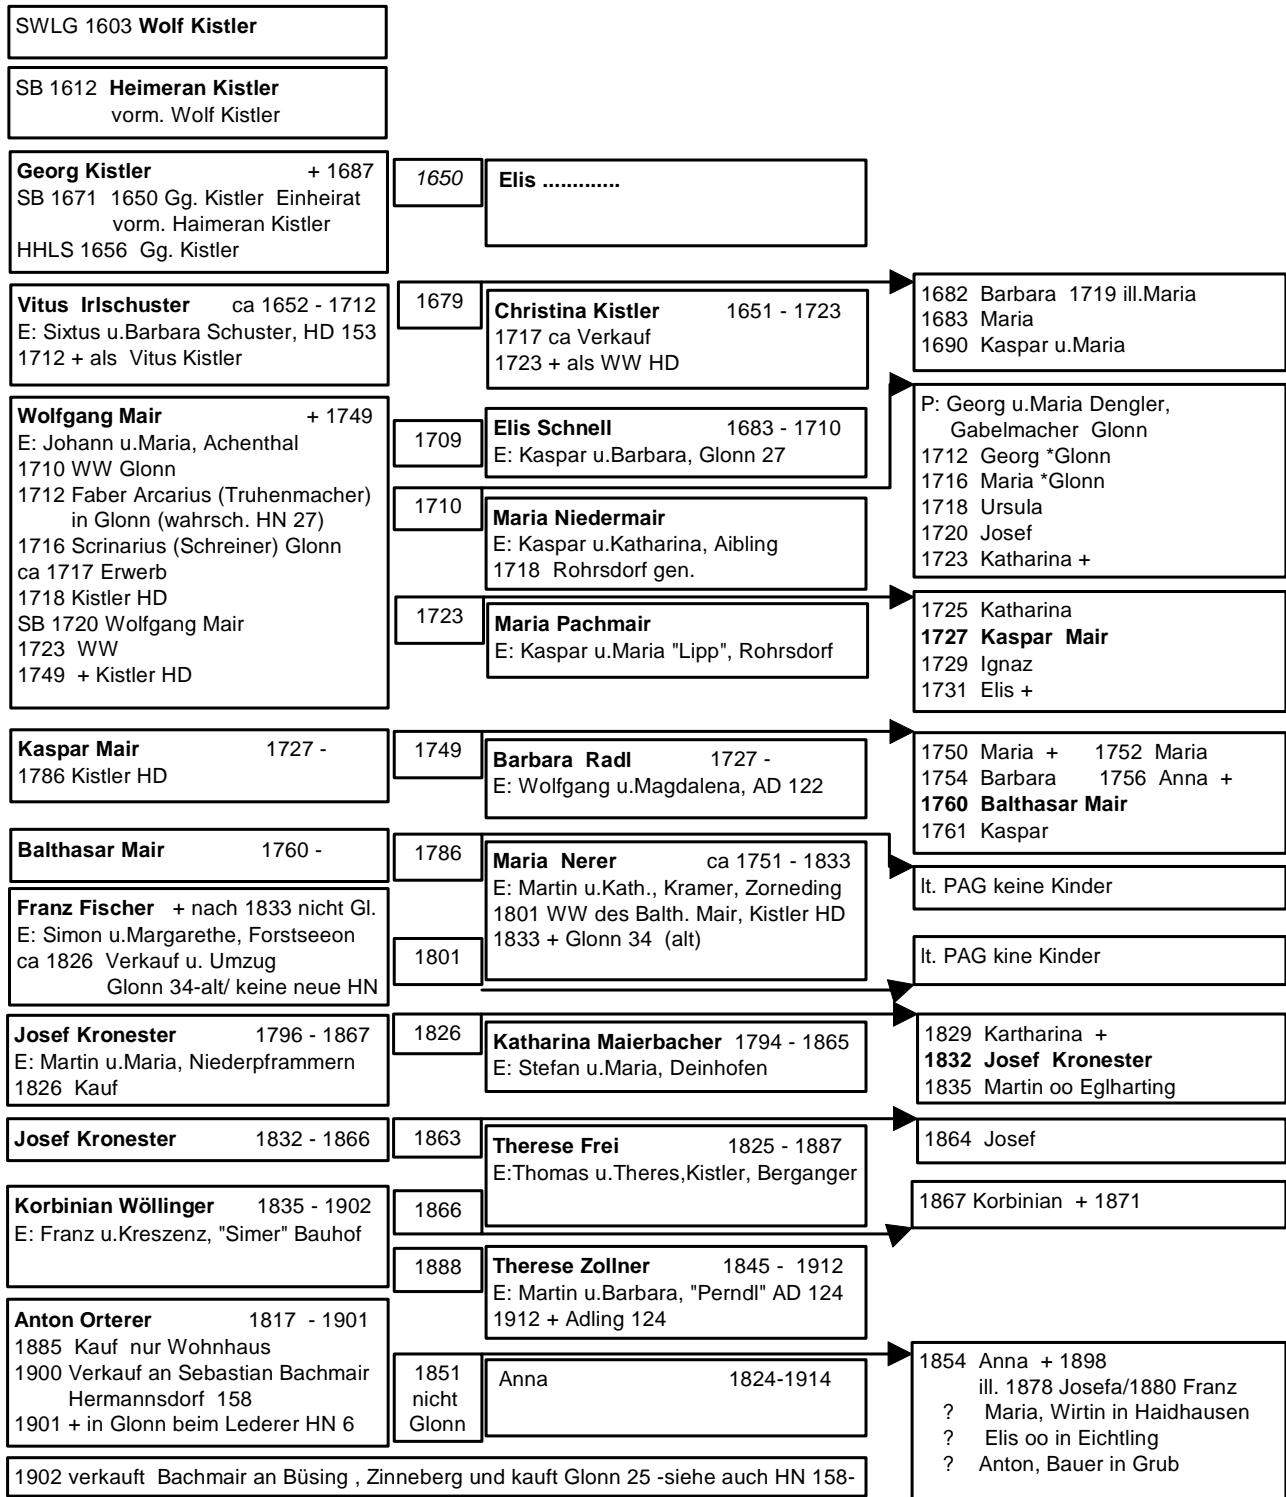 SWLG 1603 Wolf Kistler
SB 1612 Heimeran Kistler
vorm. Wolf Kistler
Georg Kistler + 1687
SB 1671 1650 Gg. Kistler Einheirat
vorm. Haimeran Kistler
HHLS 1656 Gg. Kistler
1650
Elis .............
Vitus Irlschuster ca 1652 - 1712
E: Sixtus u.Barbara Schuster, HD 153
1712 + als Vitus Kistler
1679
Christina Kistler 1651 - 1723
1717 ca Verkauf
1723 + als WW HD
1682 Barbara 1719 ill.Maria
1683 Maria
1690 Kaspar u.Maria
Wolfgang Mair + 1749
E: Johann u.Maria, Achenthal
1710 WW Glonn
1712 Faber Arcarius (Truhenmacher)
in Glonn (wahrsch. HN 27)
1716 Scrinarius (Schreiner) Glonn
ca 1717 Erwerb
1718 Kistler HD
SB 1720 Wolfgang Mair
1723 WW
1749 + Kistler HD
1709
Elis Schnell 1683 - 1710
E: Kaspar u.Barbara, Glonn 27
1710
Maria Niedermair
E: Kaspar u.Katharina, Aibling
1718 Rohrsdorf gen.
P: Georg u.Maria Dengler,
Gabelmacher Glonn
1712 Georg *Glonn
1716 Maria *Glonn
1718 Ursula
1720 Josef
1723 Katharina +
1723
Maria Pachmair
E: Kaspar u.Maria "Lipp", Rohrsdorf
1725 Katharina
1727 Kaspar Mair
1729 Ignaz
1731 Elis +
Kaspar Mair 1727 -
1786 Kistler HD
1749
Barbara Radl 1727 -
E: Wolfgang u.Magdalena, AD 122
1750 Maria + 1752 Maria
1754 Barbara 1756 Anna +
1760 Balthasar Mair
1761 Kaspar
Balthasar Mair 1760 -
1786
Maria Nerer ca 1751 - 1833
E: Martin u.Kath., Kramer, Zorneding
1801 WW des Balth. Mair, Kistler HD
1833 + Glonn 34 (alt)
lt. PAG keine Kinder
Franz Fischer + nach 1833 nicht Gl.
E: Simon u.Margarethe, Forstseeon
ca 1826 Verkauf u. Umzug
Glonn 34-alt/ keine neue HN
1801
lt. PAG kine Kinder
Josef Kronester 1796 - 1867
E: Martin u.Maria, Niederpframmern
1826 Kauf
1826
Katharina Maierbacher 1794 - 1865
E: Stefan u.Maria, Deinhofen
1829 Kartharina +
1832 Josef Kronester
1835 Martin oo Eglharting
Josef Kronester 1832 - 1866
1863
Therese Frei 1825 - 1887
E:Thomas u.Theres,Kistler, Berganger
1864 Josef
Korbinian Wöllinger 1835 - 1902
E: Franz u.Kreszenz, "Simer" Bauhof
1866
1867 Korbinian + 1871
1888
Therese Zollner 1845 - 1912
E: Martin u.Barbara, "Perndl" AD 124
1912 + Adling 124
Anton Orterer 1817 - 1901
1885 Kauf nur Wohnhaus
1900 Verkauf an Sebastian Bachmair
Hermannsdorf 158
1901 + in Glonn beim Lederer HN 6
1851
nicht
Glonn
Anna 1824-1914
1854 Anna + 1898
ill. 1878 Josefa/1880 Franz
? Maria, Wirtin in Haidhausen
? Elis oo in Eichtling
? Anton, Bauer in Grub
1902 verkauft Bachmair an Büsing , Zinneberg und kauft Glonn 25 -siehe auch HN 158-